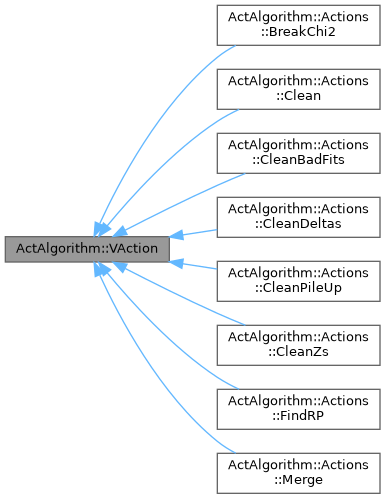 ActAlgorithm::Actions
::BreakChi2
ActAlgorithm::Actions
::Clean
ActAlgorithm::Actions
::CleanBadFits
ActAlgorithm::Actions
::CleanDeltas
ActAlgorithm::VAction
ActAlgorithm::Actions
::CleanPileUp
ActAlgorithm::Actions
::CleanZs
ActAlgorithm::Actions
::FindRP
ActAlgorithm::Actions
::Merge